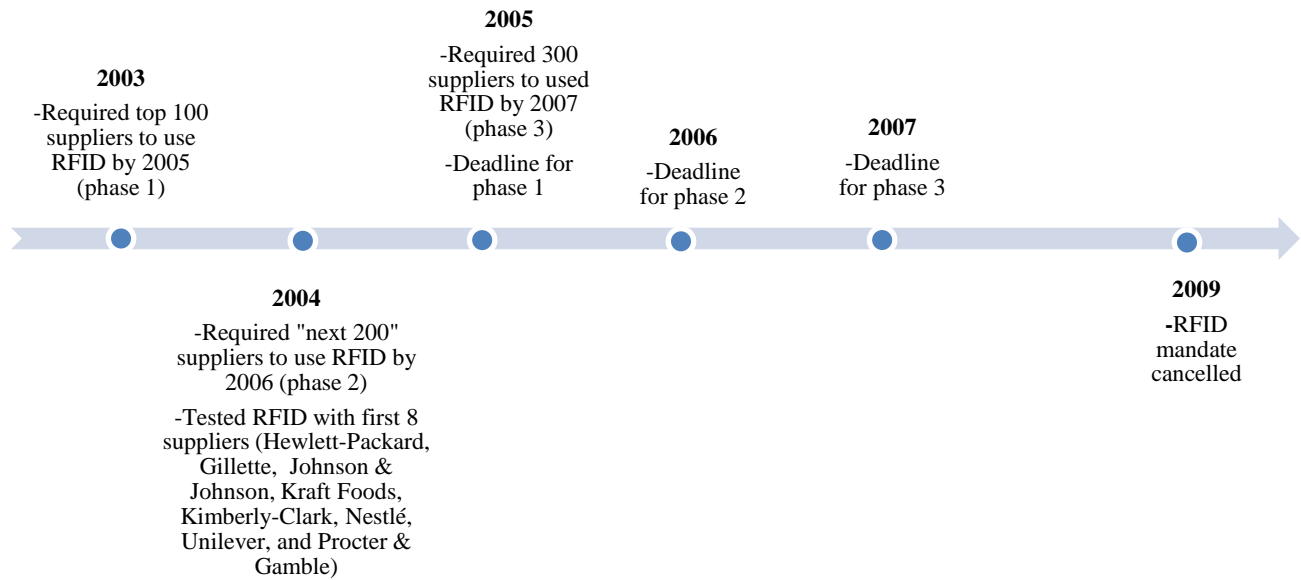 2003
-Required top 100
suppliers to use
RFID by 2005
(phase 1)
2004
-Required "next 200"
suppliers to use RFID by
2006 (phase 2)
-Tested RFID with first 8
suppliers (Hewlett-Packard,
Gillette, Johnson &
Johnson, Kraft Foods,
Kimberly-Clark, Nestlé,
Unilever, and Procter &
Gamble)
2005
-Required 300
suppliers to used
RFID by 2007
(phase 3)
-Deadline for
phase 1
2006
-Deadline
for phase 2
2007
-Deadline
for phase 3
2009
-RFID
mandate
cancelled